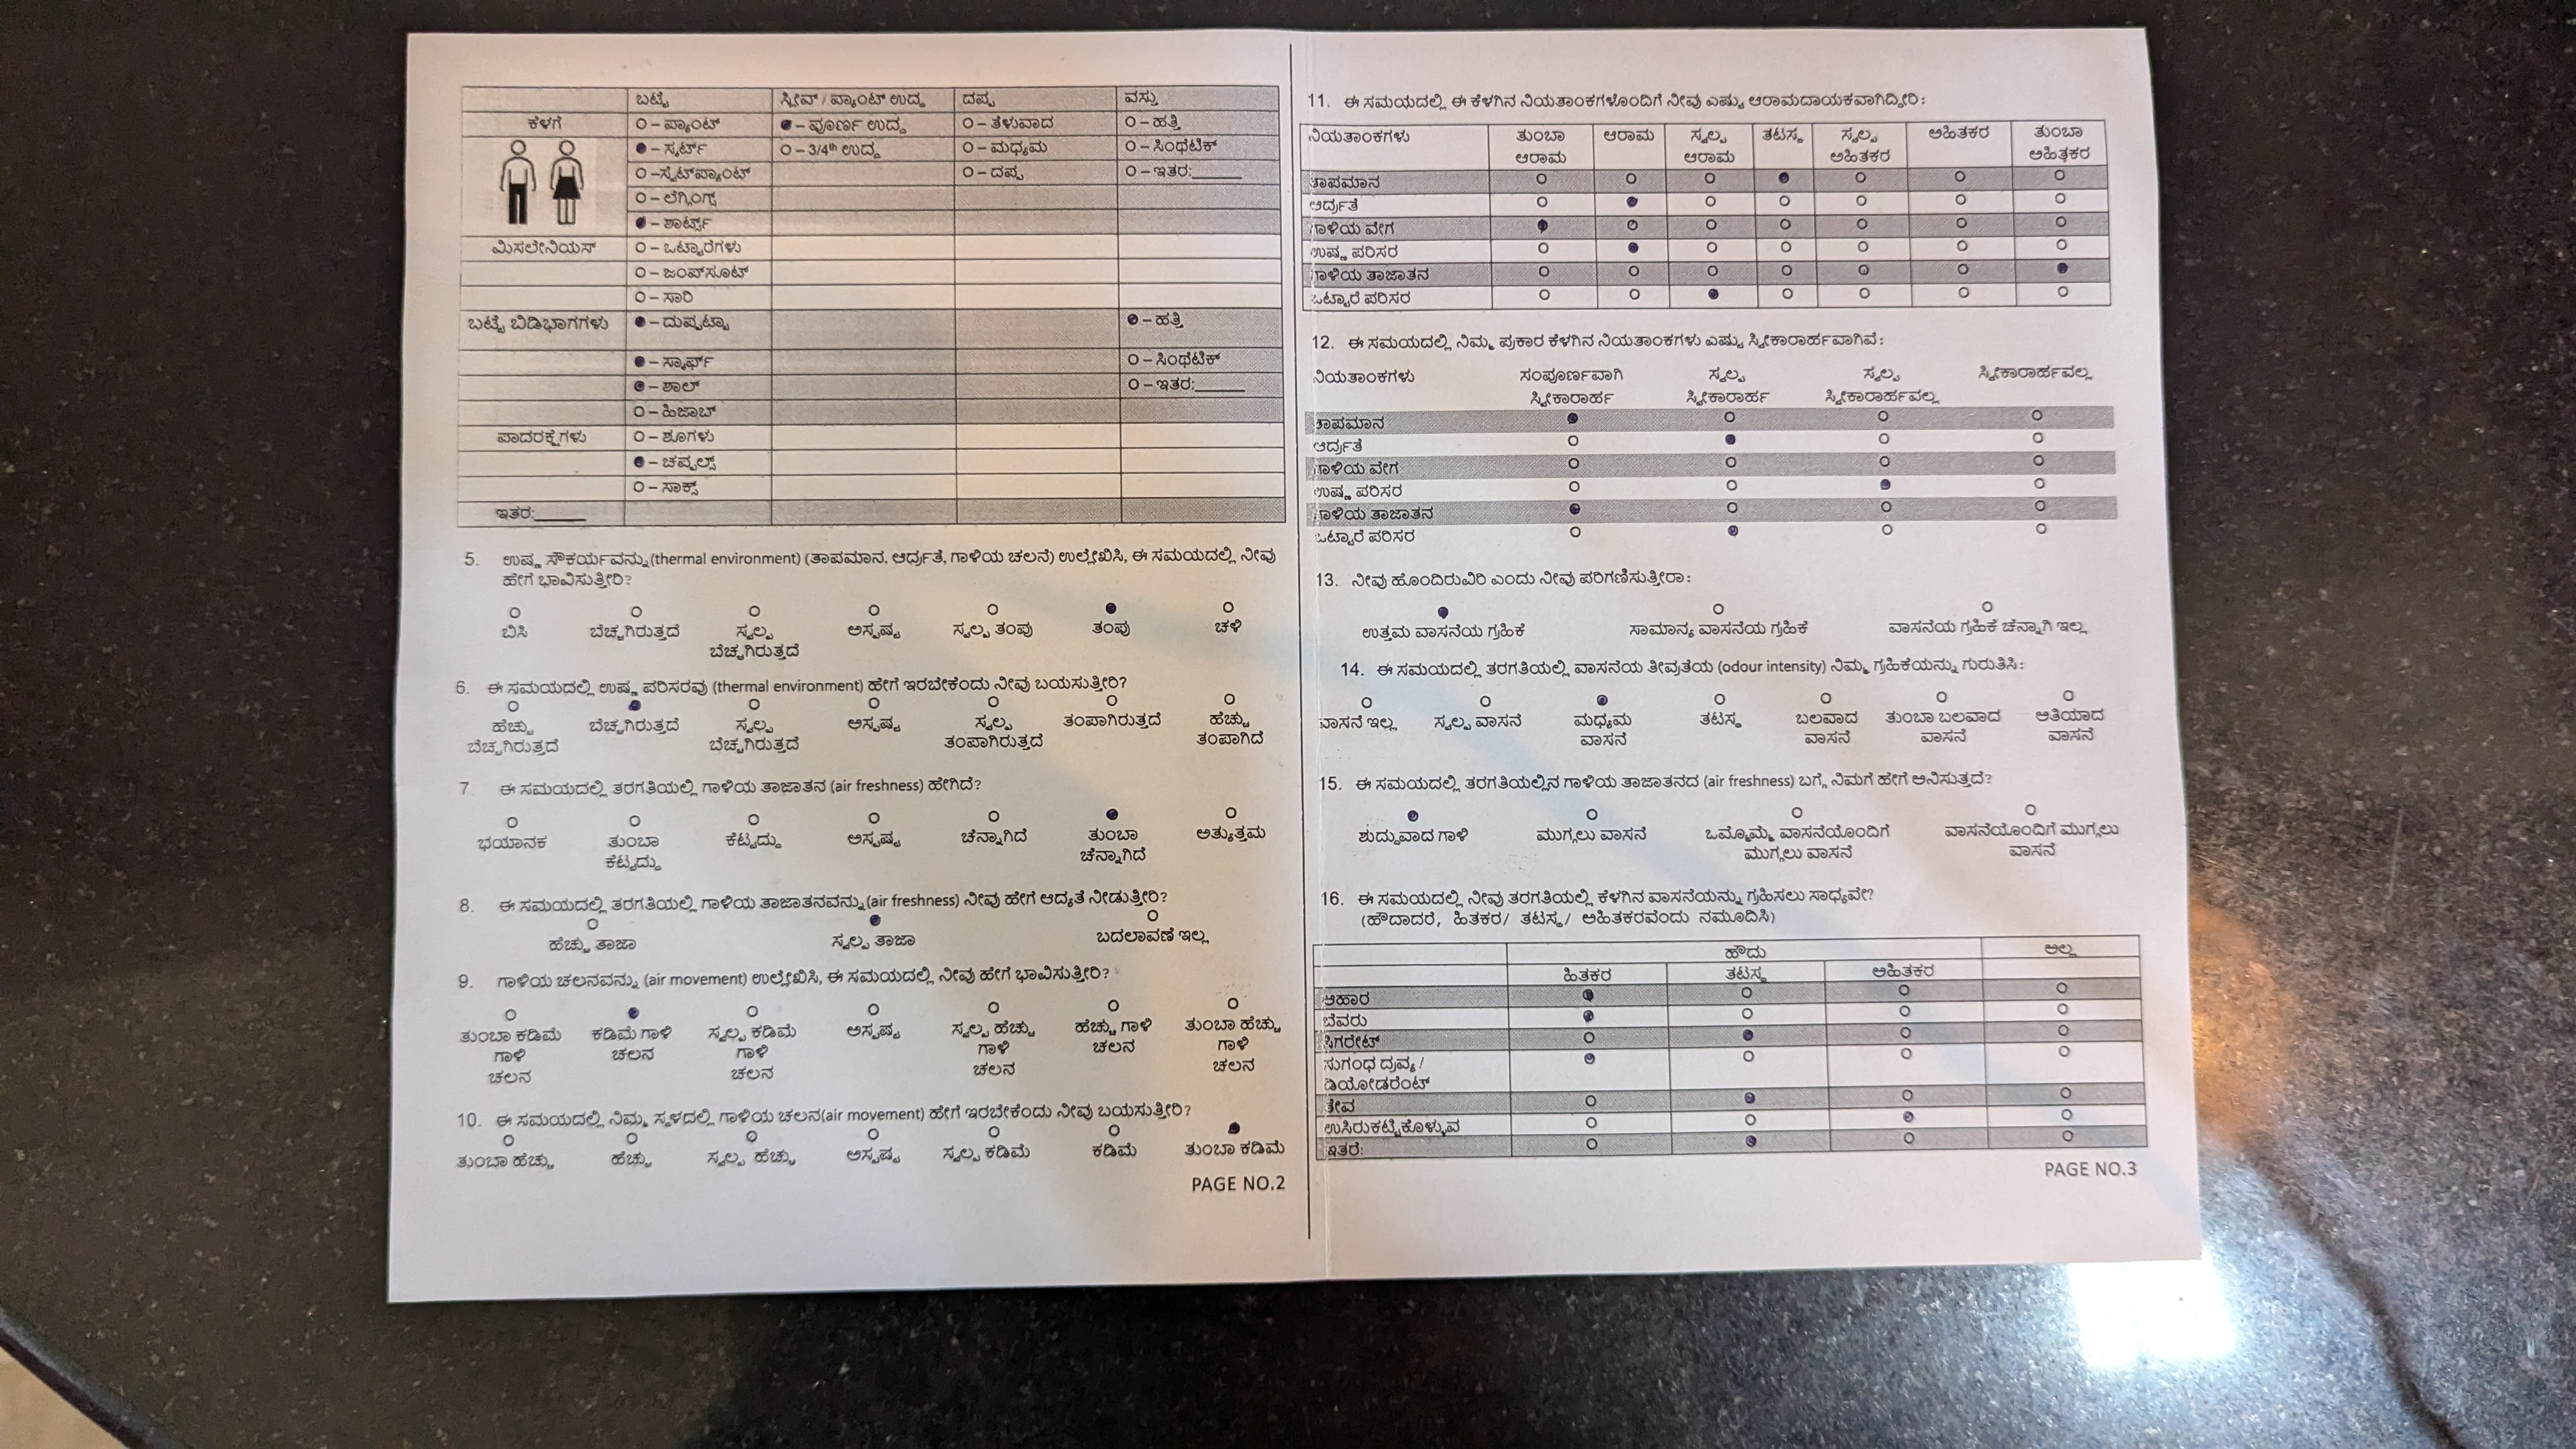 ಬಟ್ಟೆ ಸ್ಲೀವ್ / ಪ್ಯಾಂಟ್ ಉದ್ದ ದಪ್ಪ ವಸ್ತು
ಕೆಳಗೆ O – ಪ್ಯಾಂಟ್ ● – ಪೂರ್ಣ ಉದ್ದ O – ತೆಳುವಾದ O – ಹತ್ತಿ
● – ಸ್ಕರ್ಟ್ O – 3/4th ಉದ್ದ O – ಮಧ್ಯಮ O – ಸಿಂಥೆಟಿಕ್
O –ಸ್ವೆಟ್‌ಪ್ಯಾಂಟ್ O – ದಪ್ಪ O – ಇತರ:______
O – ಲೆಗ್ಗಿಂಗ್ಸ್
● – ಶಾರ್ಟ್ಸ್
ಮಿಸಲೇನಿಯಸ್ O – ಒಟ್ಟಾರೆಗಳು
O – ಜಂಪ್‌ಸೂಟ್
O – ಸಾರಿ
ಬಟ್ಟೆ ಬಿಡಿಭಾಗಗಳು ● – ದುಪ್ಪಟ್ಟಾ ● – ಹತ್ತಿ
● – ಸ್ಕಾರ್ಫ್ O – ಸಿಂಥೆಟಿಕ್
● – ಶಾಲ್ O – ಇತರ:______
O – ಹಿಜಾಬ್
ಪಾದರಕ್ಷೆಗಳು O – ಶೂಗಳು
● – ಚಪ್ಪಲ್ಸ್
O – ಸಾಕ್ಸ್
ಇತರ:______
5. ಉಷ್ಣ ಸೌಕರ್ಯವನ್ನು (thermal environment) (ತಾಪಮಾನ, ಆರ್ದ್ರತೆ, ಗಾಳಿಯ ಚಲನೆ) ಉಲ್ಲೇಖಿಸಿ, ಈ ಸಮಯದಲ್ಲಿ ನೀವು
ಹೇಗೆ ಭಾವಿಸುತ್ತೀರಿ?
O O O O O ● O
ಬಿಸಿ ಬೆಚ್ಚಗಿರುತ್ತದೆ ಸ್ವಲ್ಪ ಅಸ್ಪಷ್ಟ ಸ್ವಲ್ಪ ತಂಪು ತಂಪು ಚಳಿ
ಬೆಚ್ಚಗಿರುತ್ತದೆ
6. ಈ ಸಮಯದಲ್ಲಿ ಉಷ್ಣ ಪರಿಸರವು (thermal environment) ಹೇಗೆ ಇರಬೇಕೆಂದು ನೀವು ಬಯಸುತ್ತೀರಿ?
O ● O O O O O
ಹೆಚ್ಚು ಬೆಚ್ಚಗಿರುತ್ತದೆ ಸ್ವಲ್ಪ ಅಸ್ಪಷ್ಟ ಸ್ವಲ್ಪ ತಂಪಾಗಿರುತ್ತದೆ ಹೆಚ್ಚು
ಬೆಚ್ಚಗಿರುತ್ತದೆ ಬೆಚ್ಚಗಿರುತ್ತದೆ ತಂಪಾಗಿರುತ್ತದೆ ತಂಪಾಗಿದೆ
7. ಈ ಸಮಯದಲ್ಲಿ ತರಗತಿಯಲ್ಲಿ ಗಾಳಿಯ ತಾಜಾತನ (air freshness) ಹೇಗಿದೆ?
O O O O O ● O
ಭಯಾನಕ ತುಂಬಾ ಕೆಟ್ಟದ್ದು ಅಸ್ಪಷ್ಟ ಚೆನ್ನಾಗಿದೆ ತುಂಬಾ ಅತ್ಯುತ್ತಮ
ಕೆಟ್ಟದ್ದು ಚೆನ್ನಾಗಿದೆ
8. ಈ ಸಮಯದಲ್ಲಿ ತರಗತಿಯಲ್ಲಿ ಗಾಳಿಯ ತಾಜಾತನವನ್ನು (air freshness) ನೀವು ಹೇಗೆ ಆದ್ಯತೆ ನೀಡುತ್ತೀರಿ?
O ● O
ಹೆಚ್ಚು ತಾಜಾ ಸ್ವಲ್ಪ ತಾಜಾ ಬದಲಾವಣೆ ಇಲ್ಲ
9. ಗಾಳಿಯ ಚಲನವನ್ನು (air movement) ಉಲ್ಲೇಖಿಸಿ, ಈ ಸಮಯದಲ್ಲಿ ನೀವು ಹೇಗೆ ಭಾವಿಸುತ್ತೀರಿ?
O ● O O O O O
ತುಂಬಾ ಕಡಿಮೆ ಕಡಿಮೆ ಗಾಳಿ ಸ್ವಲ್ಪ ಕಡಿಮೆ ಅಸ್ಪಷ್ಟ ಸ್ವಲ್ಪ ಹೆಚ್ಚು ಹೆಚ್ಚು ಗಾಳಿ ತುಂಬಾ ಹೆಚ್ಚು
ಗಾಳಿ ಚಲನ ಗಾಳಿ ಗಾಳಿ ಚಲನ ಗಾಳಿ
ಚಲನ ಚಲನ ಚಲನ ಚಲನ
10. ಈ ಸಮಯದಲ್ಲಿ ನಿಮ್ಮ ಸ್ಥಳದಲ್ಲಿ ಗಾಳಿಯ ಚಲನ(air movement) ಹೇಗೆ ಇರಬೇಕೆಂದು ನೀವು ಬಯಸುತ್ತೀರಿ?
O O O O O O ●
ತುಂಬಾ ಹೆಚ್ಚು ಹೆಚ್ಚು ಸ್ವಲ್ಪ ಹೆಚ್ಚು ಅಸ್ಪಷ್ಟ ಸ್ವಲ್ಪ ಕಡಿಮೆ ಕಡಿಮೆ ತುಂಬಾ ಕಡಿಮೆ
PAGE NO.2
11. ಈ ಸಮಯದಲ್ಲಿ ಈ ಕೆಳಗಿನ ನಿಯತಾಂಕಗಳೊಂದಿಗೆ ನೀವು ಎಷ್ಟು ಆರಾಮದಾಯಕವಾಗಿದ್ದೀರಿ:
ನಿಯತಾಂಕಗಳು ತುಂಬಾ ಆರಾಮ ಸ್ವಲ್ಪ ತಟಸ್ಥ ಸ್ವಲ್ಪ ಅಹಿತಕರ ತುಂಬಾ
ಆರಾಮ ಆರಾಮ ಅಹಿತಕರ ಅಹಿತಕರ
ತಾಪಮಾನ O O O ● O O O
ಆರ್ದ್ರತೆ O ● O O O O O
ಗಾಳಿಯ ವೇಗ ● O O O O O O
ಉಷ್ಣ ಪರಿಸರ O ● O O O O O
ಗಾಳಿಯ ತಾಜಾತನ O O O O O O ●
ಒಟ್ಟಾರೆ ಪರಿಸರ O O ● O O O O
12. ಈ ಸಮಯದಲ್ಲಿ ನಿಮ್ಮ ಪ್ರಕಾರ ಕೆಳಗಿನ ನಿಯತಾಂಕಗಳು ಎಷ್ಟು ಸ್ವೀಕಾರಾರ್ಹವಾಗಿವೆ:
ನಿಯತಾಂಕಗಳು ಸಂಪೂರ್ಣವಾಗಿ ಸ್ವಲ್ಪ ಸ್ವಲ್ಪ ಸ್ವೀಕಾರಾರ್ಹವಲ್ಲ
ಸ್ವೀಕಾರಾರ್ಹ ಸ್ವೀಕಾರಾರ್ಹ ಸ್ವೀಕಾರಾರ್ಹವಲ್ಲ
ತಾಪಮಾನ ● O O O
ಆರ್ದ್ರತೆ O ● O O
ಗಾಳಿಯ ವೇಗ O O O O
ಉಷ್ಣ ಪರಿಸರ O O ● O
ಗಾಳಿಯ ತಾಜಾತನ ● O O O
ಒಟ್ಟಾರೆ ಪರಿಸರ O ● O O
13. ನೀವು ಹೊಂದಿರುವಿರಿ ಎಂದು ನೀವು ಪರಿಗಣಿಸುತ್ತೀರಾ:
● O O
ಉತ್ತಮ ವಾಸನೆಯ ಗ್ರಹಿಕೆ ಸಾಮಾನ್ಯ ವಾಸನೆಯ ಗ್ರಹಿಕೆ ವಾಸನೆಯ ಗ್ರಹಿಕೆ ಚೆನ್ನಾಗಿ ಇಲ್ಲ
14. ಈ ಸಮಯದಲ್ಲಿ ತರಗತಿಯಲ್ಲಿ ವಾಸನೆಯ ತೀವ್ರತೆಯ (odour intensity) ನಿಮ್ಮ ಗ್ರಹಿಕೆಯನ್ನು ಗುರುತಿಸಿ:
O O ● O O O O
ವಾಸನೆ ಇಲ್ಲ ಸ್ವಲ್ಪ ವಾಸನೆ ಮಧ್ಯಮ ತಟಸ್ಥ ಬಲವಾದ ತುಂಬಾ ಬಲವಾದ ಅತಿಯಾದ
ವಾಸನೆ ವಾಸನೆ ವಾಸನೆ ವಾಸನೆ
15. ಈ ಸಮಯದಲ್ಲಿ ತರಗತಿಯಲ್ಲಿನ ಗಾಳಿಯ ತಾಜಾತನದ (air freshness) ಬಗ್ಗೆ ನಿಮಗೆ ಹೇಗೆ ಅನಿಸುತ್ತದೆ?
● O O O
ಶುದ್ಧವಾದ ಗಾಳಿ ಮುಗ್ಗಲು ವಾಸನೆ ಒಮ್ಮೊಮ್ಮೆ ವಾಸನೆಯೊಂದಿಗೆ ವಾಸನೆಯೊಂದಿಗೆ ಮುಗ್ಗಲು
ಮುಗ್ಗಲು ವಾಸನೆ ವಾಸನೆ
16. ಈ ಸಮಯದಲ್ಲಿ ನೀವು ತರಗತಿಯಲ್ಲಿ ಕೆಳಗಿನ ವಾಸನೆಯನ್ನು ಗ್ರಹಿಸಲು ಸಾಧ್ಯವೇ?
(ಹೌದಾದರೆ, ಹಿತಕರ/ ತಟಸ್ಥ/ ಅಹಿತಕರವೆಂದು ನಮೂದಿಸಿ)
ಹೌದು ಅಲ್ಲ
ಹಿತಕರ ತಟಸ್ಥ ಅಹಿತಕರ
ಆಹಾರ ● O O O
ಬೆವರು ● O O O
ಸಿಗರೇಟ್ O ● O O
ಸುಗಂಧ ದ್ರವ್ಯ / ● O O O
ಡಿಯೋಡರೆಂಟ್
ತೇವ O ● O O
ಉಸಿರುಕಟ್ಟಿಕೊಳ್ಳುವ O O ● O
ಇತರೆ: O ● O O
PAGE NO.3